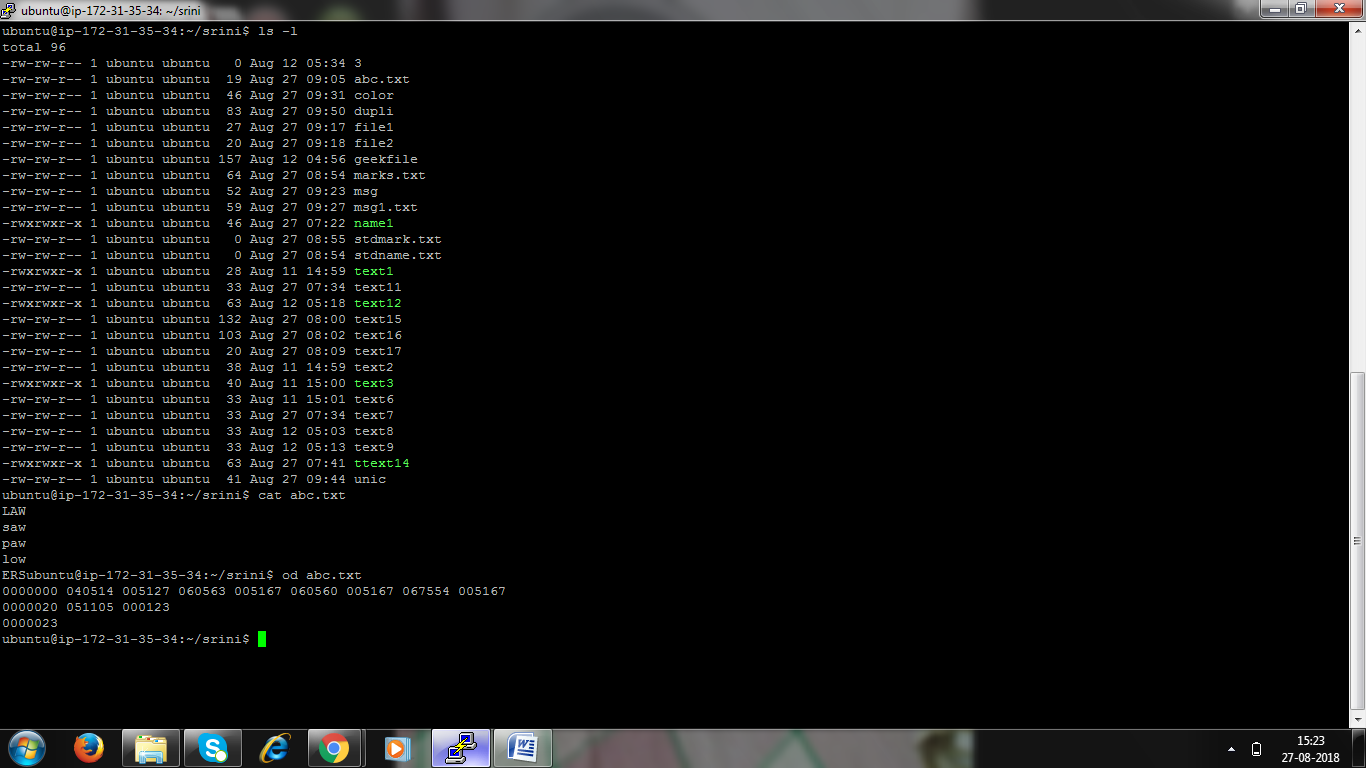 ubuntu@ip-172-31-35-34: ~/srini
ubuntu@ip-172-31-35-34:~/srini$ ls -l
total 96
-rw-rw-r-- 1 ubuntu ubuntu   0 Aug 12 05:34 3
-rw-rw-r-- 1 ubuntu ubuntu  19 Aug 27 09:05 abc.txt
-rw-rw-r-- 1 ubuntu ubuntu  46 Aug 27 09:31 color
-rw-rw-r-- 1 ubuntu ubuntu  83 Aug 27 09:50 dupli
-rw-rw-r-- 1 ubuntu ubuntu  27 Aug 27 09:17 file1
-rw-rw-r-- 1 ubuntu ubuntu  20 Aug 27 09:18 file2
-rw-rw-r-- 1 ubuntu ubuntu 157 Aug 12 04:56 geekfile
-rw-rw-r-- 1 ubuntu ubuntu  64 Aug 27 08:54 marks.txt
-rw-rw-r-- 1 ubuntu ubuntu  52 Aug 27 09:23 msg
-rw-rw-r-- 1 ubuntu ubuntu  59 Aug 27 09:27 msg1.txt
-rwxrwxr-x 1 ubuntu ubuntu  46 Aug 27 07:22 name1
-rw-rw-r-- 1 ubuntu ubuntu   0 Aug 27 08:55 stdmark.txt
-rw-rw-r-- 1 ubuntu ubuntu   0 Aug 27 08:54 stdname.txt
-rwxrwxr-x 1 ubuntu ubuntu  28 Aug 11 14:59 text1
-rw-rw-r-- 1 ubuntu ubuntu  33 Aug 27 07:34 text11
-rwxrwxr-x 1 ubuntu ubuntu  63 Aug 12 05:18 text12
-rw-rw-r-- 1 ubuntu ubuntu 132 Aug 27 08:00 text15
-rw-rw-r-- 1 ubuntu ubuntu 103 Aug 27 08:02 text16
-rw-rw-r-- 1 ubuntu ubuntu  20 Aug 27 08:09 text17
-rw-rw-r-- 1 ubuntu ubuntu  38 Aug 11 14:59 text2
-rwxrwxr-x 1 ubuntu ubuntu  40 Aug 11 15:00 text3
-rw-rw-r-- 1 ubuntu ubuntu  33 Aug 11 15:01 text6
-rw-rw-r-- 1 ubuntu ubuntu  33 Aug 27 07:34 text7
-rw-rw-r-- 1 ubuntu ubuntu  33 Aug 12 05:03 text8
-rw-rw-r-- 1 ubuntu ubuntu  33 Aug 12 05:13 text9
-rwxrwxr-x 1 ubuntu ubuntu  63 Aug 27 07:41 ttext14
-rw-rw-r-- 1 ubuntu ubuntu  41 Aug 27 09:44 unic
ubuntu@ip-172-31-35-34:~/srini$ cat abc.txt
LAW
saw
paw
low
ERSubuntu@ip-172-31-35-34:~/srini$ od abc.txt
0000000 040514 005127 060563 005167 060560 005167 067554 005167
0000020 051105 000123
0000023
ubuntu@ip-172-31-35-34:~/srini$
15:23
27-08-2018